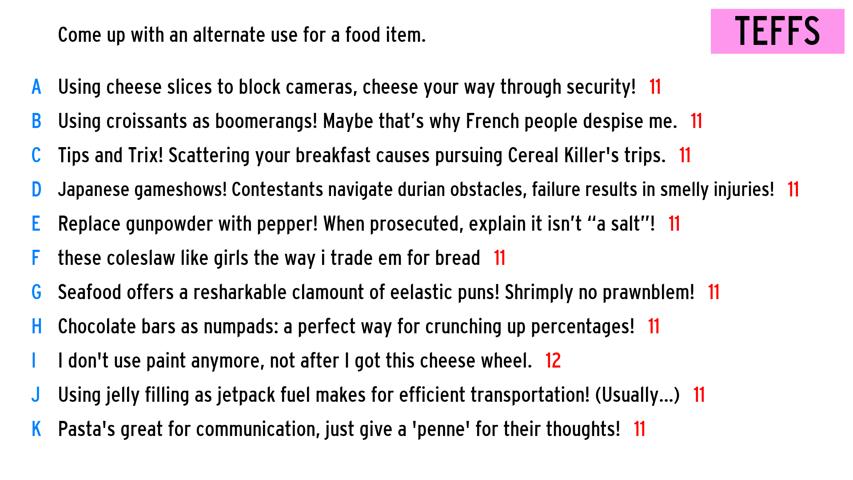 Come up with an alternate use for a food item.
TEFFS
A Using cheese slices to block cameras, cheese your way through security! 11
B Using croissants as boomerangs! Maybe that's why French people despise me. 11
C Tips and Trix! Scattering your breakfast causes pursuing Cereal Killer's trips. 11
D Japanese gameshows! Contestants navigate durian obstacles, failure results in smelly injuries! 11
E Replace gunpowder with pepper! When prosecuted, explain it isn't “a salt”! 11
F these coleslaw like girls the way i trade em for bread 11
G Seafood offers a resharkable clamount of eelastic puns! Shrimply no prawnblem! 11
H Chocolate bars as numpads: a perfect way for crunching up percentages! 11
I I don't use paint anymore, not after I got this cheese wheel. 12
J Using jelly filling as jetpack fuel makes for efficient transportation! (Usually...) 11
K Pasta's great for communication, just give a 'penne' for their thoughts! 11